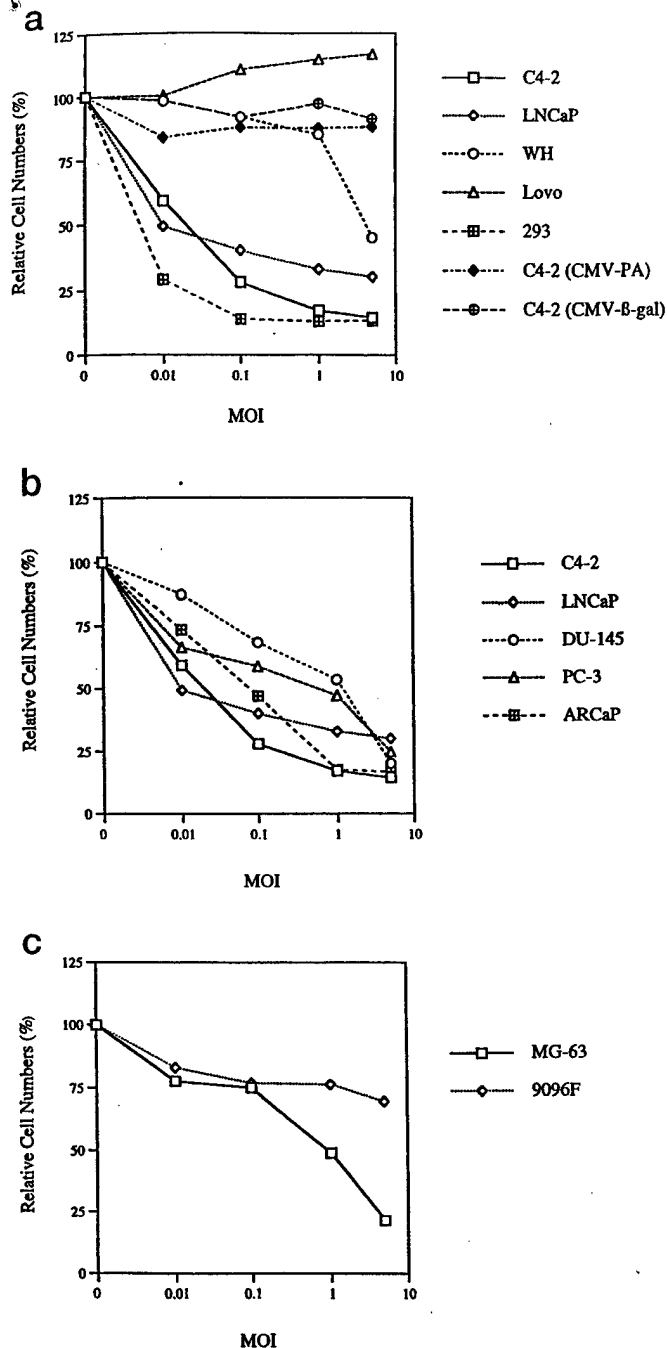 a
Relative Cell Numbers (%)
125
100
75
50
25
0
0 0.01 0.1 1 10
MOI
C4-2
LNCaP
WH
Lovo
293
C4-2 (CMV-PA)
C4-2 (CMV-ß-gal)
b
Relative Cell Numbers (%)
125
100
75
50
25
0
0 0.01 0.1 1 10
MOI
C4-2
LNCaP
DU-145
PC-3
ARCaP
c
Relative Cell Numbers (%)
125
100
75
50
25
0
0 0.01 0.1 1 10
MOI
MG-63
9096F